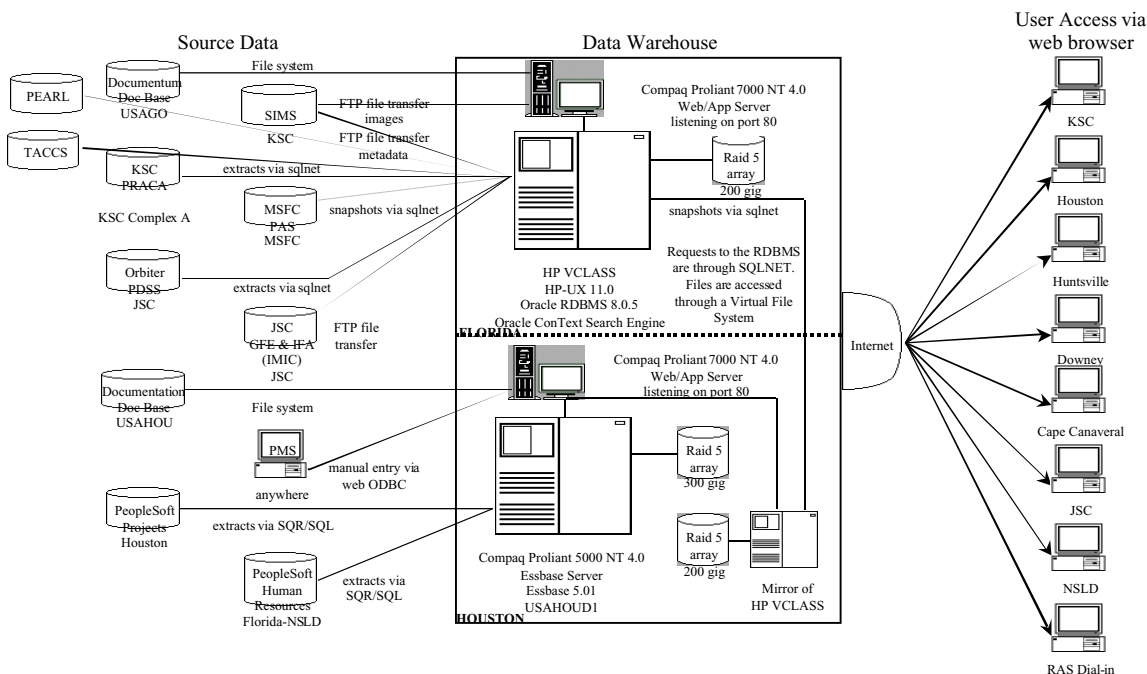 Source Data
Data Warehouse
User Access via
web browser
PEARL
TACCS
Documentum
Doc Base
USAGO
File system
SIMS
KSC
FTP file transfer
images
FTP file transfer
metadata
KSC
PRACA
KSC Complex A
extracts via sqlnet
MSFC
PAS
MSFC
snapshots via sqlnet
Orbiter
PDSS
JSC
extracts via sqlnet
JSC
GFE & IFA
(IMIC)
JSC
FTP file
transfer
Documentation
Doc Base
USAHOU
File system
PMS
anywhere
manual entry via
web ODBC
PeopleSoft
Projects
Houston
extracts via SQR/SQL
PeopleSoft
Human
Resources
Florida-NSLD
extracts via
SQR/SQL
Compaq Proliant 7000 NT 4.0
Web/App Server
listening on port 80
Raid 5
array
200 gig
snapshots via sqlnet
HP VCLASS
HP-UX 11.0
Oracle RDBMS 8.0.5
Oracle ConText Search Engine
Requests to the RDBMS
are through SQLNET.
Files are accessed
through a Virtual File
System
FLORIDA
Compaq Proliant 7000 NT 4.0
Web/App Server
listening on port 80
Raid 5
array
300 gig
Raid 5
array
200 gig
Compaq Proliant 5000 NT 4.0
Essbase Server
Essbase 5.01
USAHOUD1
Mirror of
HP VCLASS
HOUSTON
Internet
KSC
Houston
Huntsville
Downey
Cape Canaveral
JSC
NSLD
RAS Dial-in